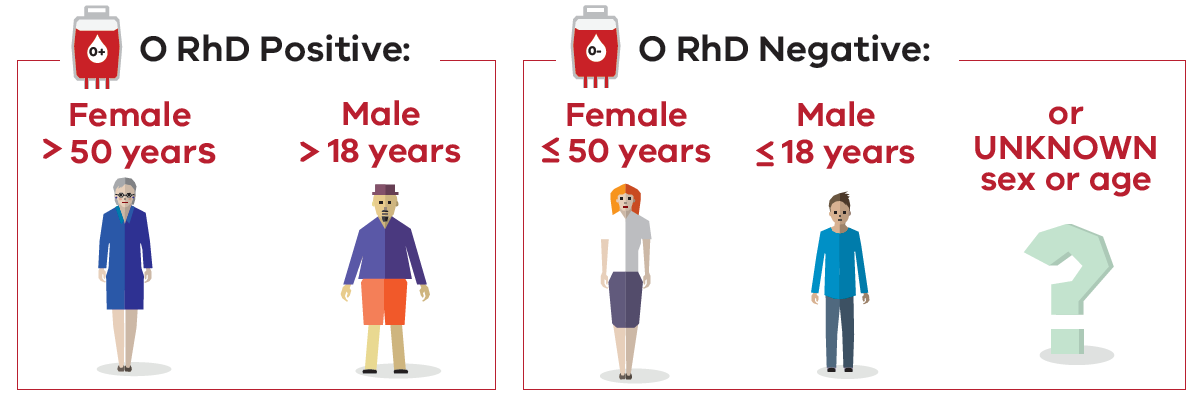 0+
O RhD Positive:
Female
> 50 years
Male
> 18 years
0-
O RhD Negative:
Female
≤ 50 years
Male
≤ 18 years
or
UNKNOWN
sex or age
?